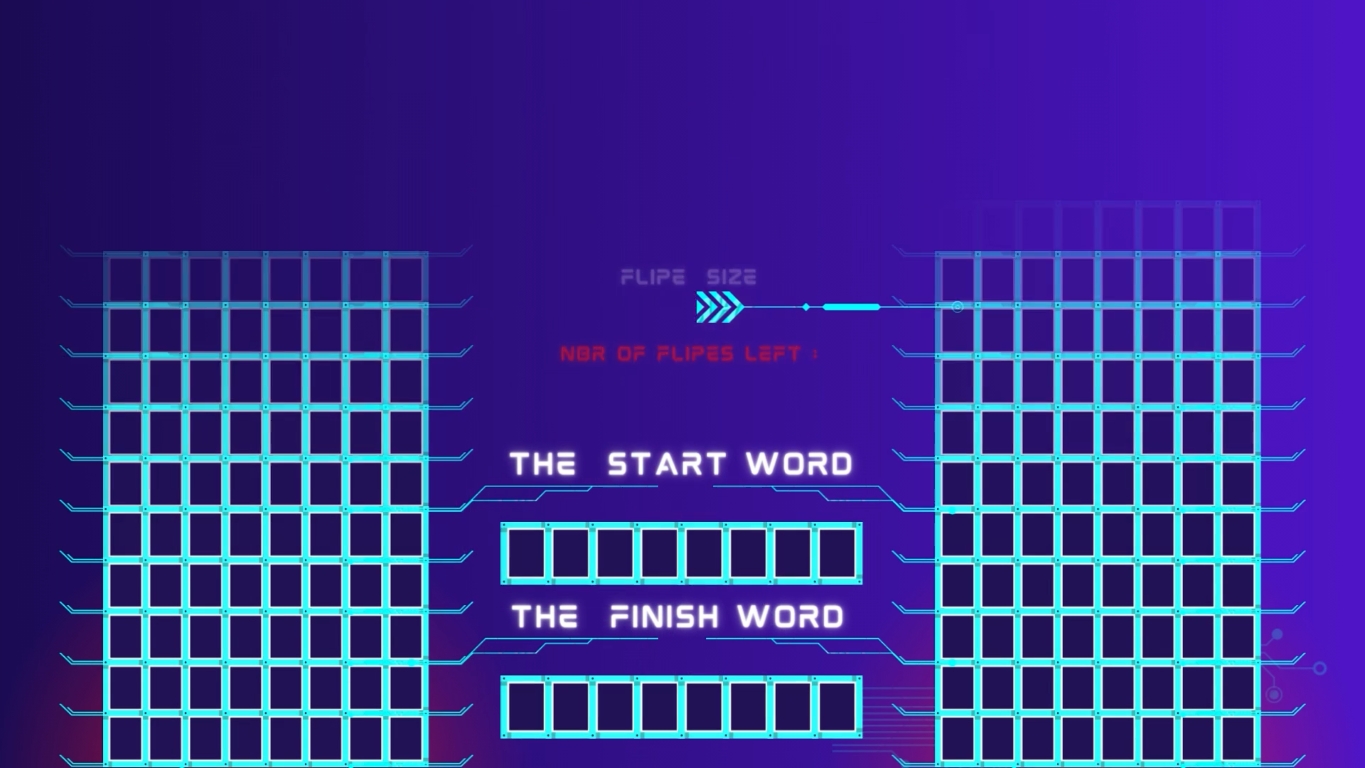 FLIPE SIZE
NBR OF FLIPES LEFT :
THE START WORD
THE FINISH WORD